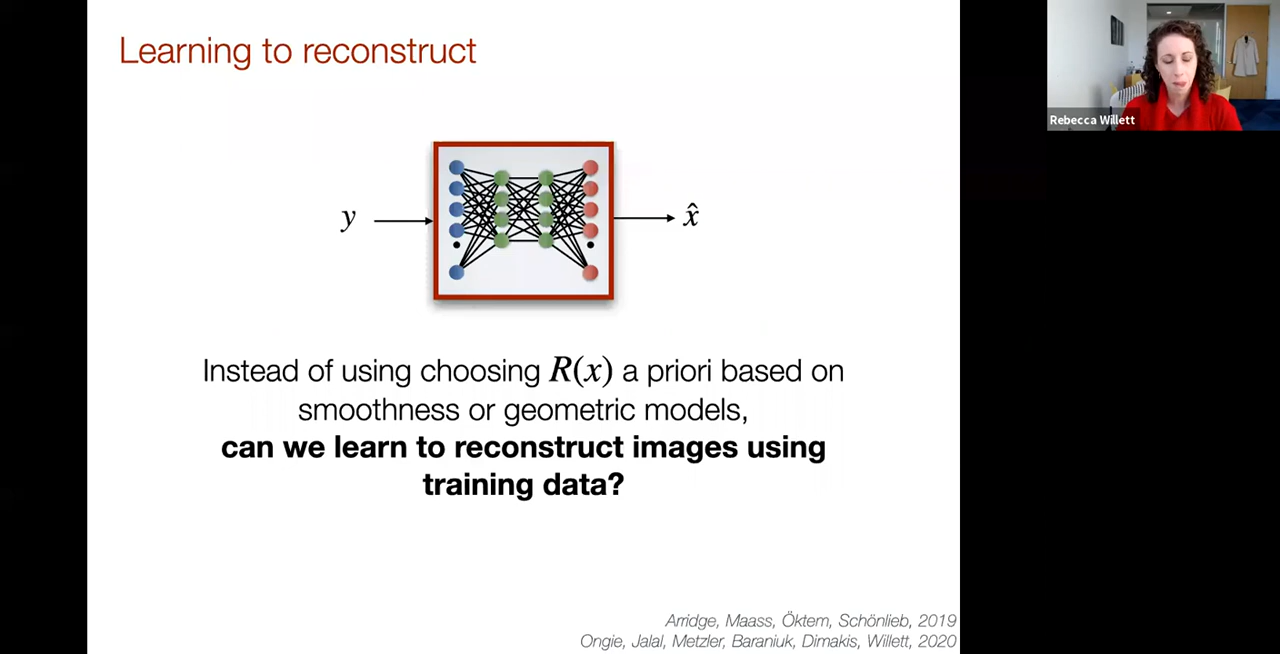 Learning to reconstruct
Rebecca Willett
y
x̂
Instead of using choosing R(x) a priori based on
smoothness or geometric models,
can we learn to reconstruct images using
training data?
Arridge, Maass, Öktem, Schönlieb, 2019
Ongie, Jalal, Metzler, Baraniuk, Dimakis, Willett, 2020